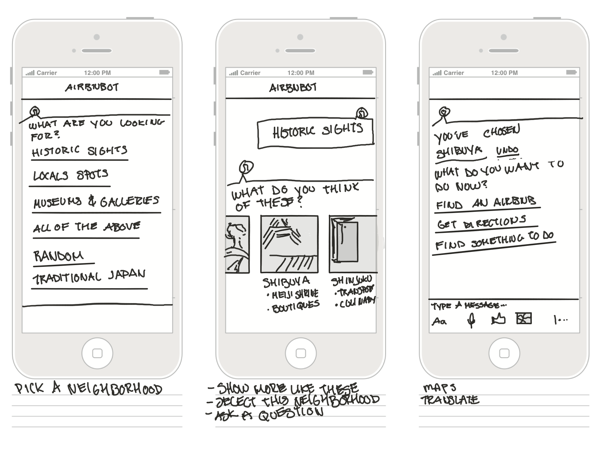 Carrier 12:00 PM
AIRBNBOT
WHAT ARE YOU LOOKING
FOR?
HISTORIC SIGHTS
LOCALS SPOTS
MUSEUMS & GALLERIES
ALL OF THE ABOVE
RANDOM
TRADITIONAL JAPAN
PICK A NEIGHBORHOOD
Carrier 12:00 PM
AIRBNBOT
HISTORIC SIGHTS
WHAT DO YOU THINK
OF THESE?
SHIBUYA
• MEIJI SHRINE
• BOUTIQUES
SHINJUKU
• TRANSPOR
• CULINARY
- SHOW MORE LIKE THESE
- SELECT THIS NEIGHBORHOOD
- ASK A QUESTION
Carrier 12:00 PM
YOU'VE CHOSEN
SHIBUYA UNDO
WHAT DO YOU WANT TO
DO NOW?
FIND AN AIRBNB
GET DIRECTIONS
FIND SOMETHING TO DO
TYPE A MESSAGE...
Aa
MAPS
TRANSLATE